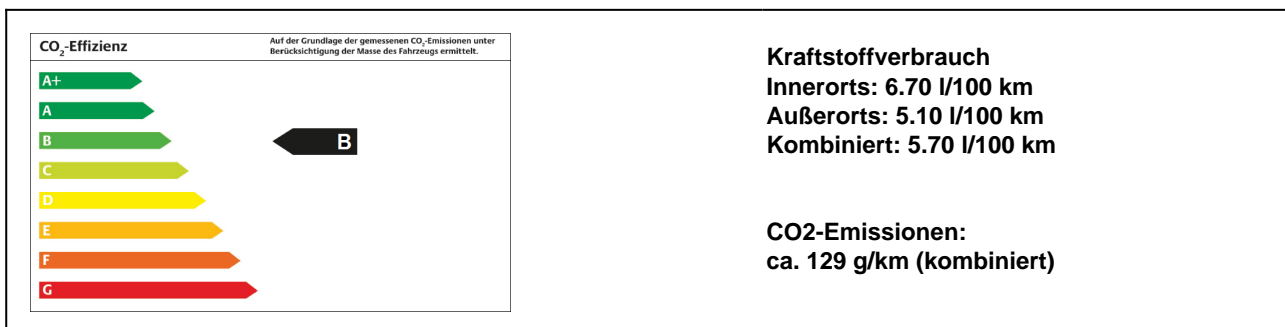 CO₂-Effizienz
Auf der Grundlage der gemessenen CO₂-Emissionen unter
Berücksichtigung der Masse des Fahrzeugs ermittelt.
A+
A
B
B
C
D
E
F
G
Kraftstoffverbrauch
Innerorts: 6.70 l/100 km
Außerorts: 5.10 l/100 km
Kombiniert: 5.70 l/100 km
CO2-Emissionen:
ca. 129 g/km (kombiniert)